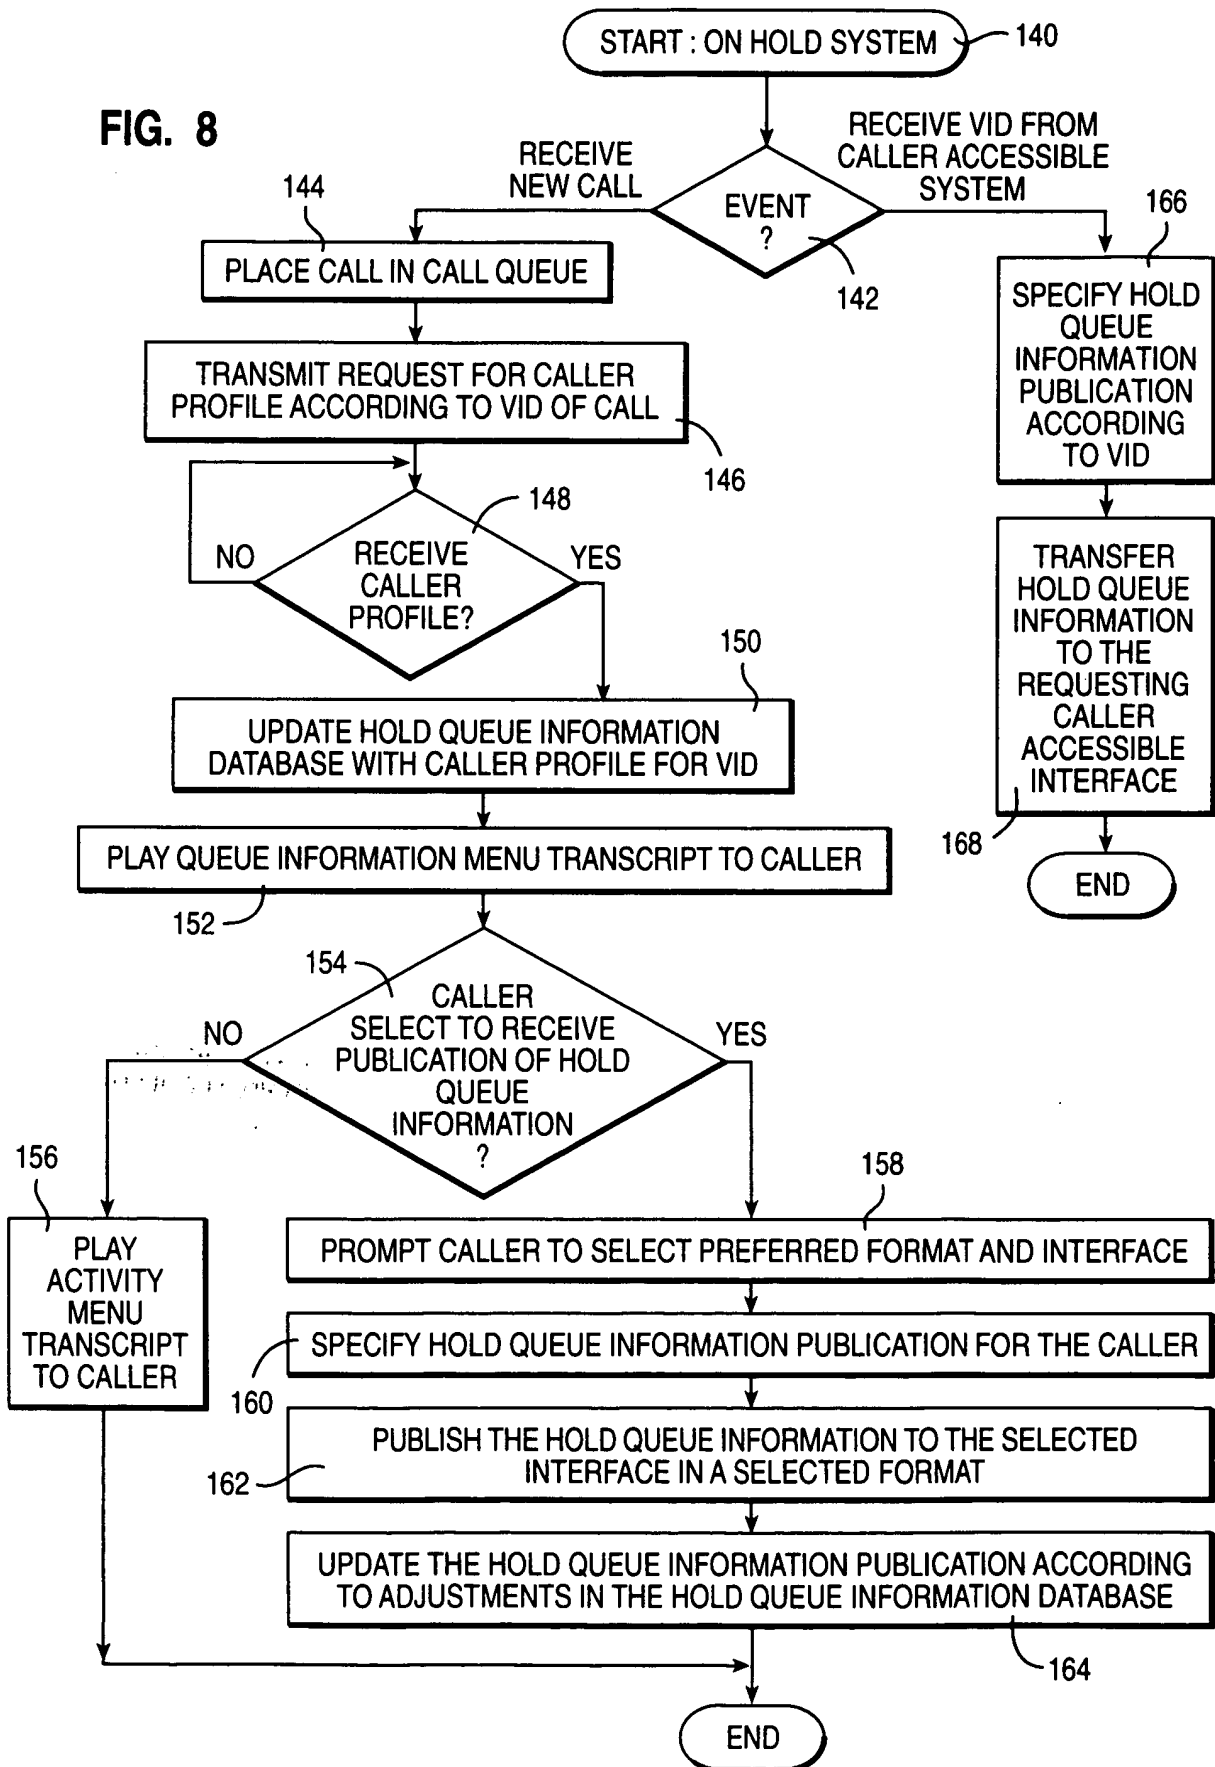 START : ON HOLD SYSTEM
140
FIG. 8
RECEIVE
NEW CALL
RECEIVE VID FROM
CALLER ACCESSIBLE
SYSTEM
EVENT
?
142
144
PLACE CALL IN CALL QUEUE
166
SPECIFY HOLD
QUEUE
INFORMATION
PUBLICATION
ACCORDING
TO VID
TRANSMIT REQUEST FOR CALLER
PROFILE ACCORDING TO VID OF CALL
146
148
NO
RECEIVE
CALLER
PROFILE?
YES
TRANSFER
HOLD QUEUE
INFORMATION
TO THE
REQUESTING
CALLER
ACCESSIBLE
INTERFACE
168
END
150
UPDATE HOLD QUEUE INFORMATION
DATABASE WITH CALLER PROFILE FOR VID
PLAY QUEUE INFORMATION MENU TRANSCRIPT TO CALLER
152
154
NO
CALLER
SELECT TO RECEIVE
PUBLICATION OF HOLD
QUEUE
INFORMATION
?
YES
156
PLAY
ACTIVITY
MENU
TRANSCRIPT
TO CALLER
158
PROMPT CALLER TO SELECT PREFERRED FORMAT AND INTERFACE
SPECIFY HOLD QUEUE INFORMATION PUBLICATION FOR THE CALLER
160
PUBLISH THE HOLD QUEUE INFORMATION TO THE SELECTED
INTERFACE IN A SELECTED FORMAT
162
UPDATE THE HOLD QUEUE INFORMATION PUBLICATION ACCORDING
TO ADJUSTMENTS IN THE HOLD QUEUE INFORMATION DATABASE
164
END